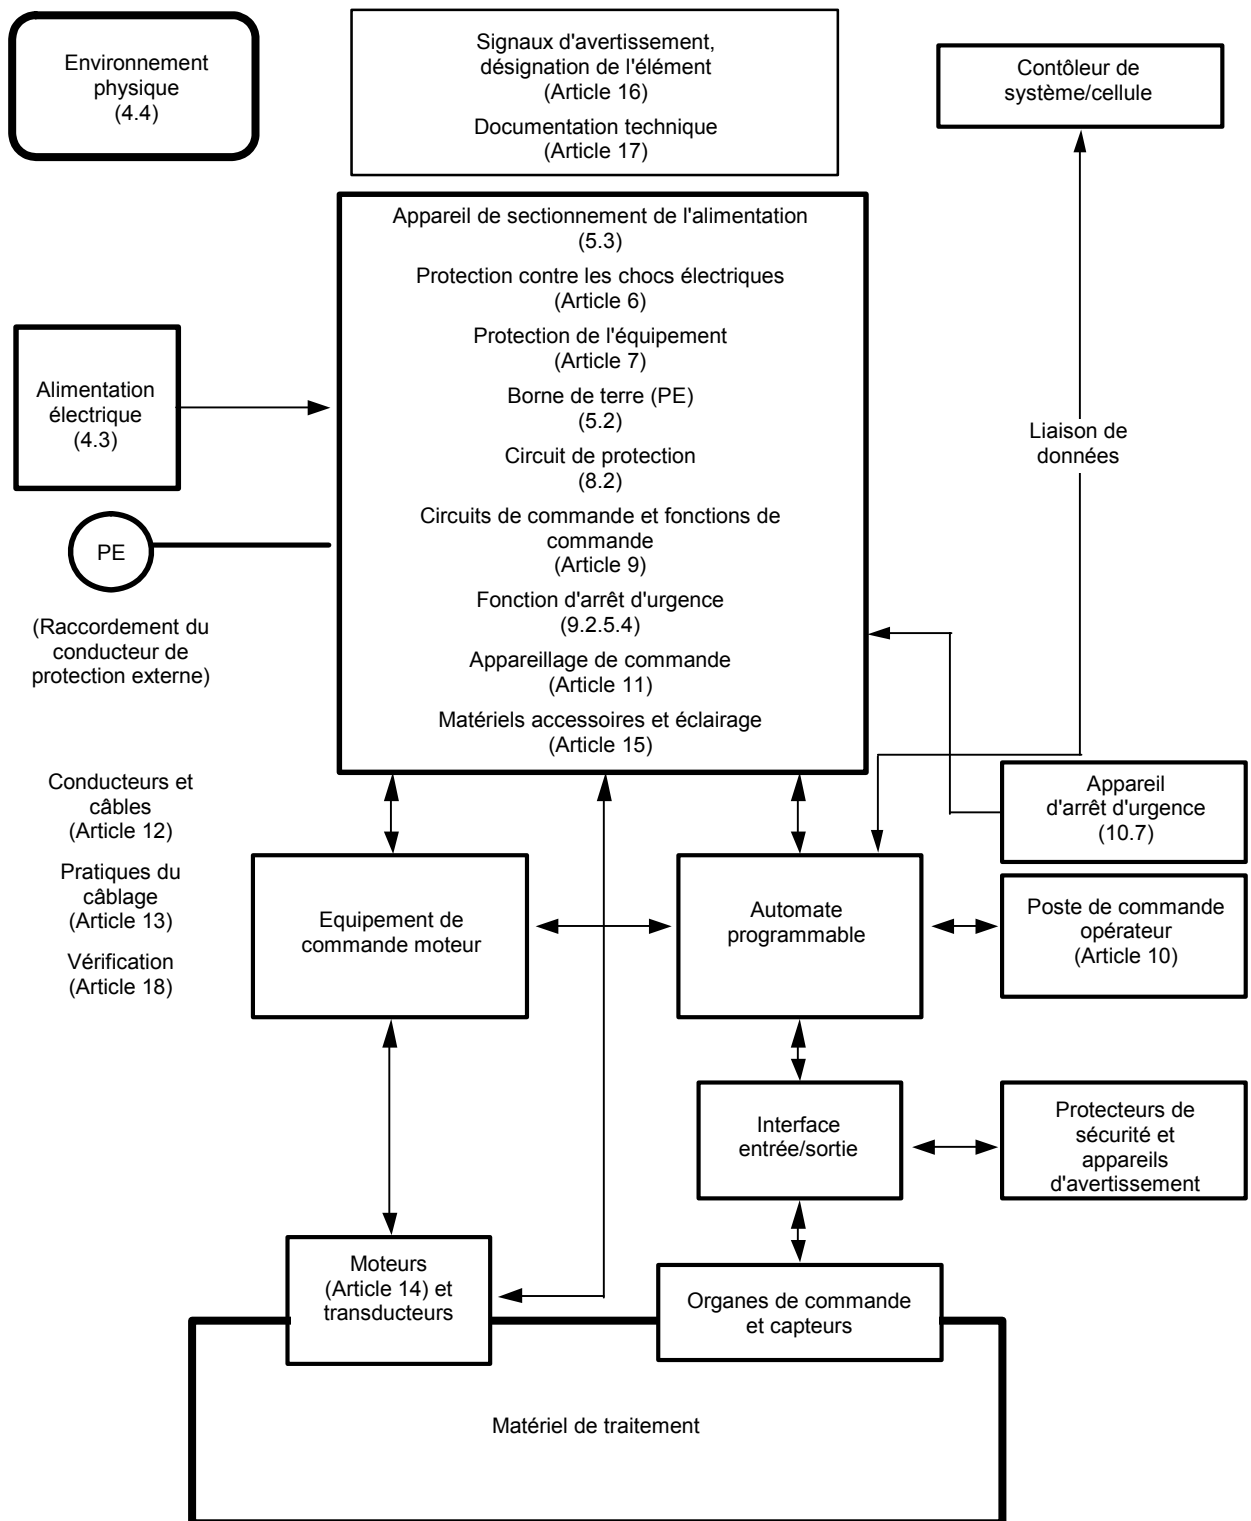 Environnement
physique
(4.4)
Signaux d'avertissement,
désignation de l'élément
(Article 16)
Documentation technique
(Article 17)
Contôleur de
système/cellule
Appareil de sectionnement de l'alimentation
(5.3)
Protection contre les chocs électriques
(Article 6)
Protection de l'équipement
(Article 7)
Borne de terre (PE)
(5.2)
Circuit de protection
(8.2)
Circuits de commande et fonctions de
commande
(Article 9)
Fonction d'arrêt d'urgence
(9.2.5.4)
Appareillage de commande
(Article 11)
Matériels accessoires et éclairage
(Article 15)
Alimentation
électrique
(4.3)
PE
(Raccordement du
conducteur de
protection externe)
Liaison de
données
Conducteurs et
câbles
(Article 12)
Pratiques du
câblage
(Article 13)
Vérification
(Article 18)
Equipement de
commande moteur
Automate
programmable
Appareil
d'arrêt d'urgence
(10.7)
Poste de commande
opérateur
(Article 10)
Interface
entrée/sortie
Protecteurs de
sécurité et
appareils
d'avertissement
Moteurs
(Article 14) et
transducteurs
Organes de commande
et capteurs
Matériel de traitement